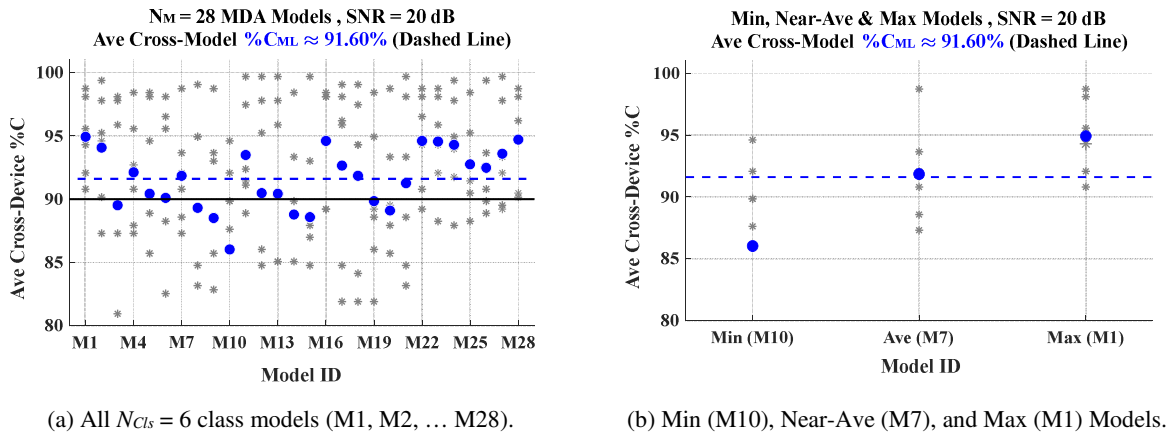 NM = 28 MDA Models , SNR = 20 dB
Ave Cross-Model %CML ≈ 91.60% (Dashed Line)
Ave Cross-Device %C
100
95
90
85
80
M1 M4 M7 M10 M13 M16 M19 M22 M25 M28
Model ID
(a) All NCls = 6 class models (M1, M2, … M28).
Min, Near-Ave & Max Models , SNR = 20 dB
Ave Cross-Model %CML ≈ 91.60% (Dashed Line)
Ave Cross-Device %C
100
95
90
85
80
Min (M10) Ave (M7) Max (M1)
Model ID
(b) Min (M10), Near-Ave (M7), and Max (M1) Models.